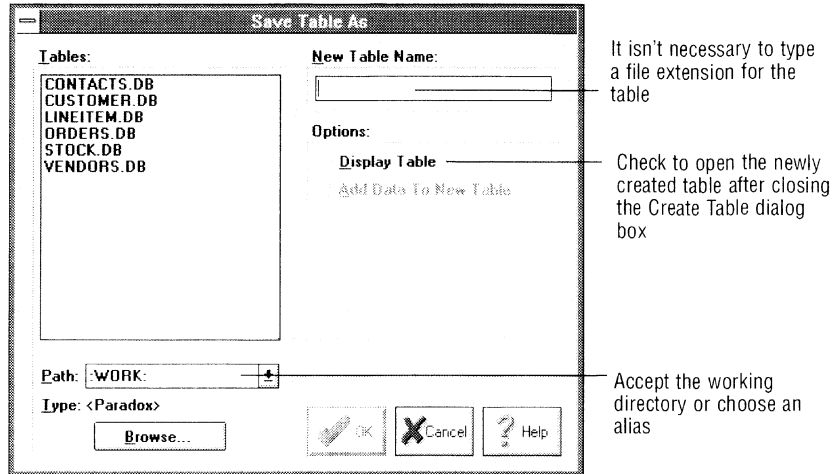 Save Table As
Tables:
CONTACTS.DB
CUSTOMER.DB
LINEITEM.DB
ORDERS.DB
STOCK.DB
VENDORS.DB
New Table Name:
Options:
Display Table
Add Data To New Table
Path: :WORK:
Type: <Paradox>
Browse...
OK
Cancel
? Help
It isn't necessary to type
a file extension for the
table
Check to open the newly
created table after closing
the Create Table dialog
box
Accept the working
directory or choose an
alias